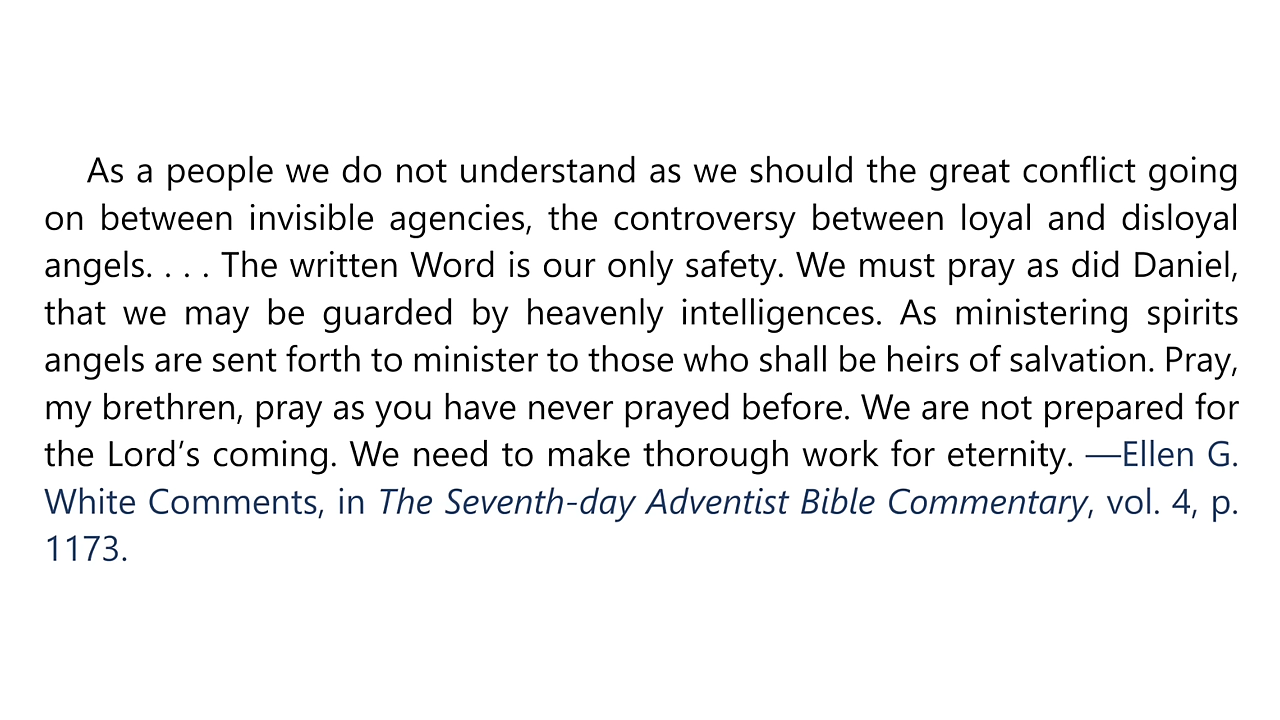 As a people we do not understand as we should the great conflict going
on between invisible agencies, the controversy between loyal and disloyal
angels. . . . The written Word is our only safety. We must pray as did Daniel,
that we may be guarded by heavenly intelligences. As ministering spirits
angels are sent forth to minister to those who shall be heirs of salvation. Pray,
my brethren, pray as you have never prayed before. We are not prepared for
the Lord’s coming. We need to make thorough work for eternity. —Ellen G.
White Comments, in The Seventh-day Adventist Bible Commentary, vol. 4, p.
1173.